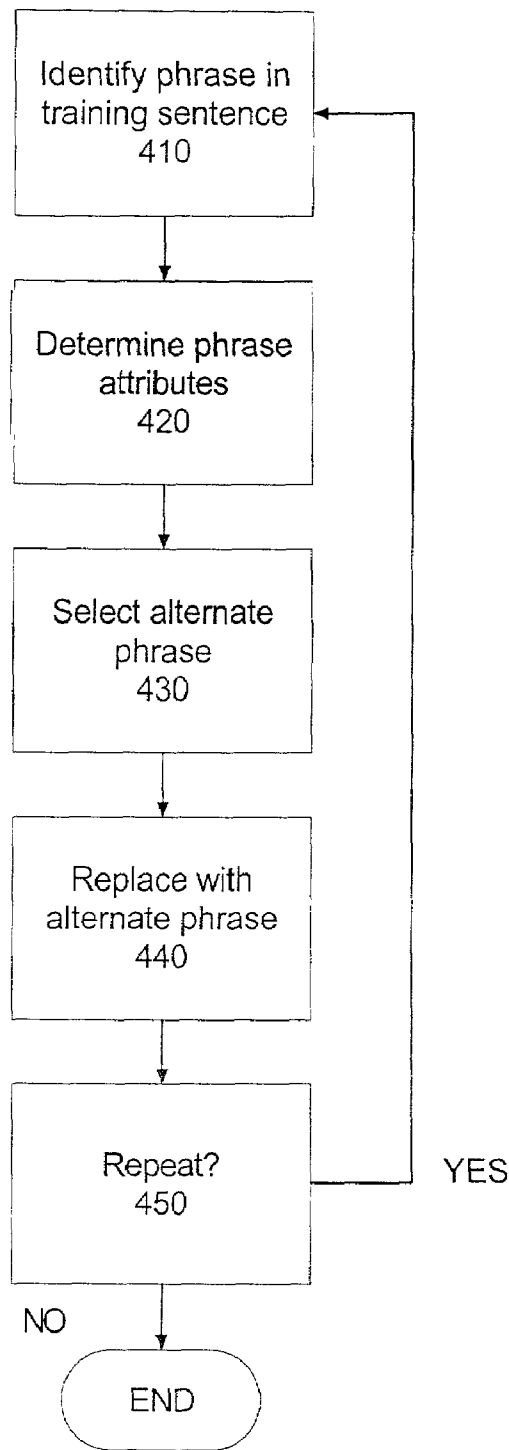 Identify phrase in
training sentence
410
Determine phrase
attributes
420
Select alternate
phrase
430
Replace with
alternate phrase
440
Repeat?
450
YES
NO
END